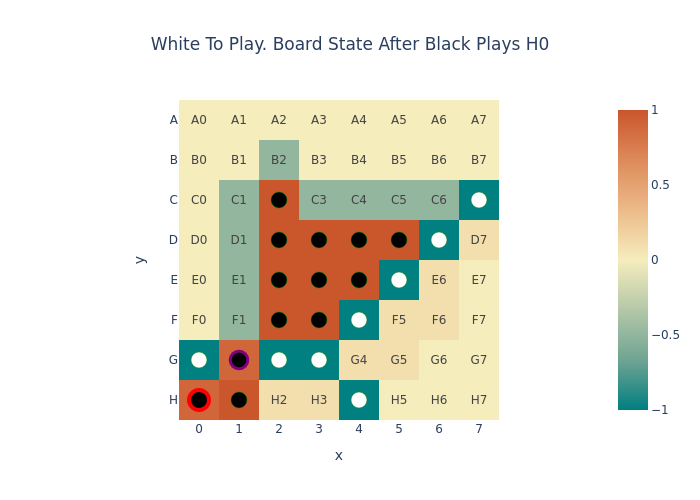 White To Play. Board State After Black Plays H0
A A0 A1 A2 A3 A4 A5 A6 A7
B B0 B1 B2 B3 B4 B5 B6 B7
C C0 C1 C3 C4 C5 C6
D D0 D1 D7
E E0 E1 E6 E7
F F0 F1 F5 F6 F7
G G4 G5 G6 G7
H H2 H3 H5 H6 H7
0 1 2 3 4 5 6 7
x
y
1
0.5
0
−0.5
−1